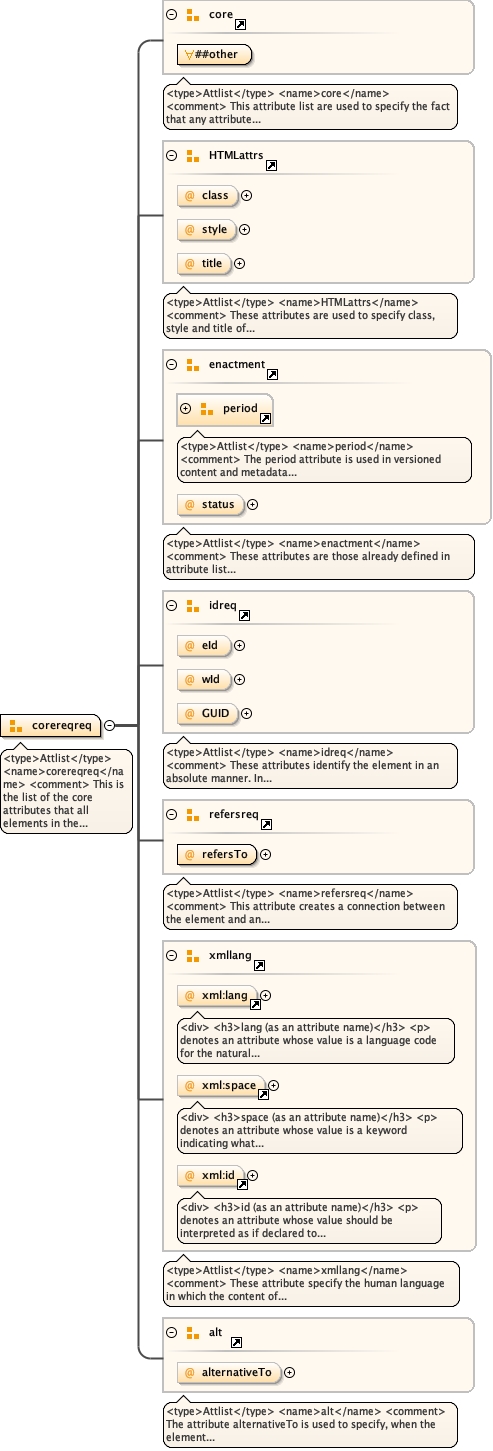 core
∀##other
<type>Attlist</type> <name>core</name>
<comment> This attribute list are used to specify the fact
that any attribute...
HTMLattrs
@ class
@ style
@ title
<type>Attlist</type> <name>HTMLattrs</name>
<comment> These attributes are used to specify class,
style and title of...
enactment
period
<type>Attlist</type> <name>period</name>
<comment> The period attribute is used in versioned
content and metadata...
@ status
<type>Attlist</type> <name>enactment</name>
<comment> These attributes are those already defined in
attribute list...
idreq
@ eId
@ wId
@ GUID
<type>Attlist</type> <name>idreq</name>
<comment> These attributes identify the element in an
absolute manner. In...
corereqreq
<type>Attlist</type>
<name>corereqreq</na
me> <comment> This is
the list of the core
attributes that all
elements in the...
refersreq
@ refersTo
<type>Attlist</type> <name>refersreq</name>
<comment> This attribute creates a connection between
the element and an...
xmllang
@ xml:lang
<div> <h3>lang (as an attribute name)</h3> <p>
denotes an attribute whose value is a language code
for the natural...
@ xml:space
<div> <h3>space (as an attribute name)</h3> <p>
denotes an attribute whose value is a keyword
indicating what...
@ xml:id
<div> <h3>id (as an attribute name)</h3> <p>
denotes an attribute whose value should be
interpreted as if declared to...
<type>Attlist</type> <name>xmllang</name>
<comment> These attribute specify the human language
in which the content of...
alt
@ alternativeTo
<type>Attlist</type> <name>alt</name> <comment>
The attribute alternativeTo is used to specify, when the
element...